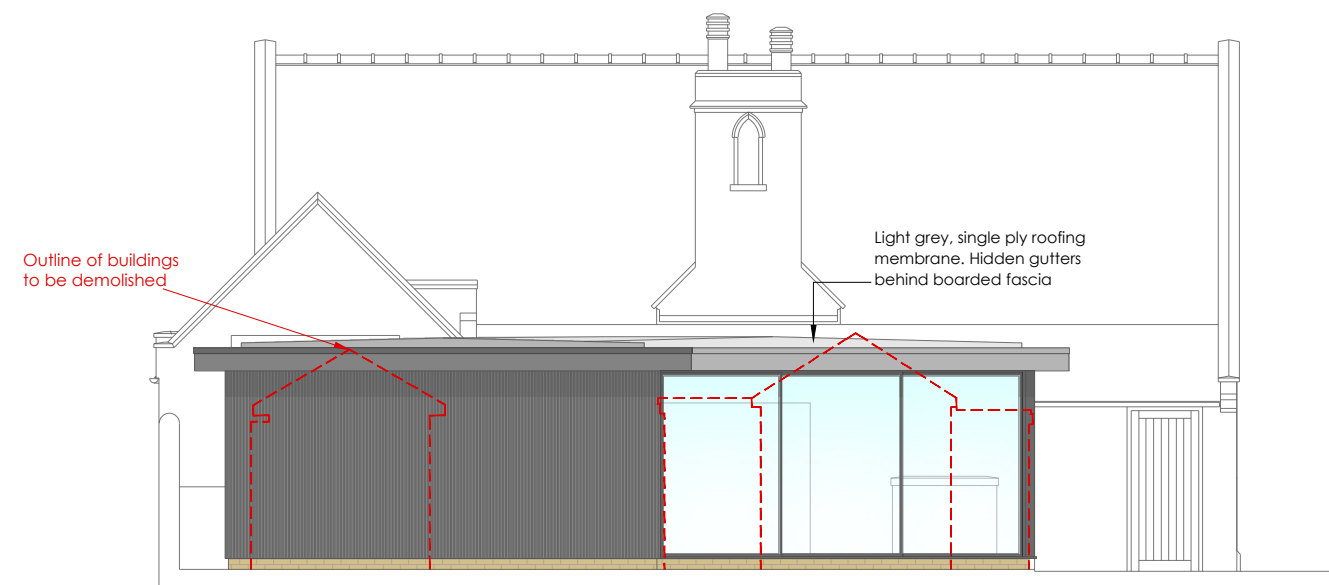 Outline of buildings
to be demolished
Light grey, single ply roofing
membrane. Hidden gutters
behind boarded fascia